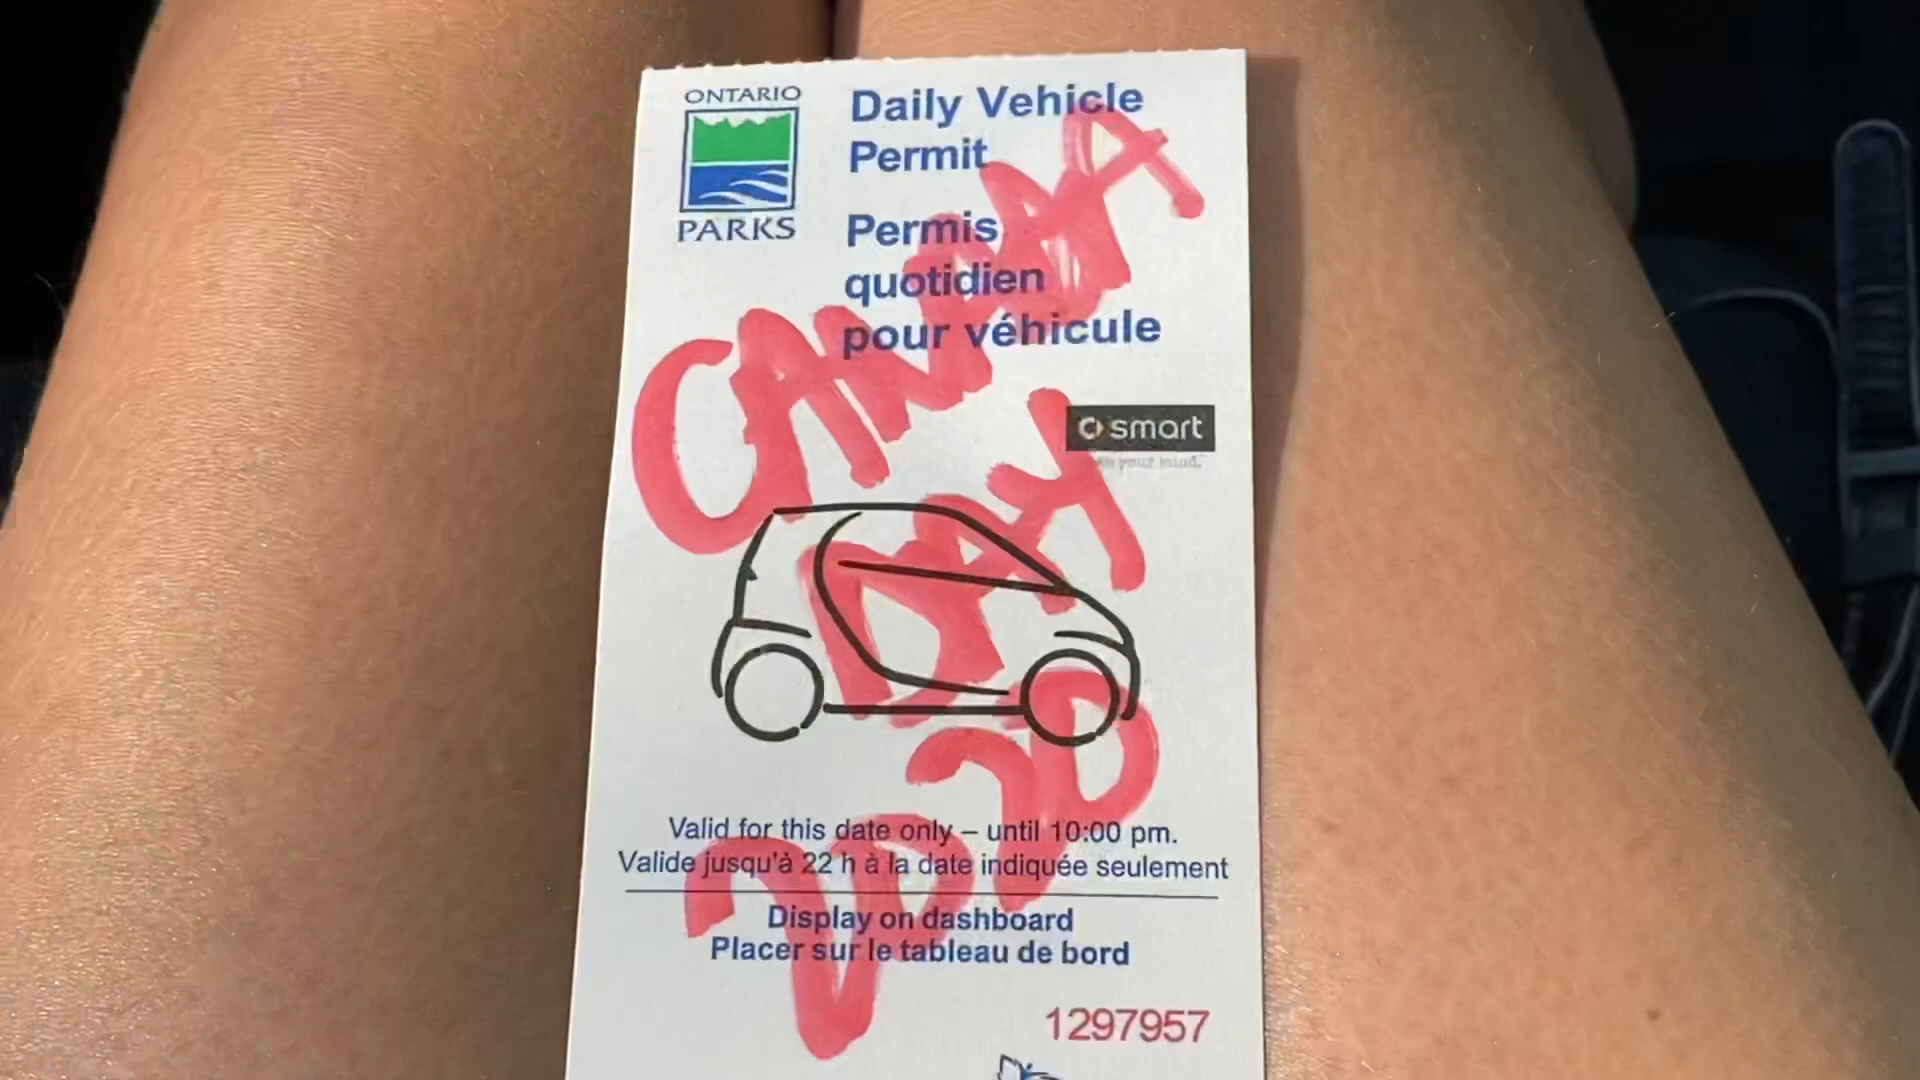 ONTARIO
PARKS
Daily Vehicle
Permit
Permis
quotidien
pour véhicule
CANADA
DAY
2020
smart
your mind.
Valid for this date only – until 10:00 pm.
Valide jusqu'à 22 h à la date indiquée seulement
Display on dashboard
Placer sur le tableau de bord
1297957